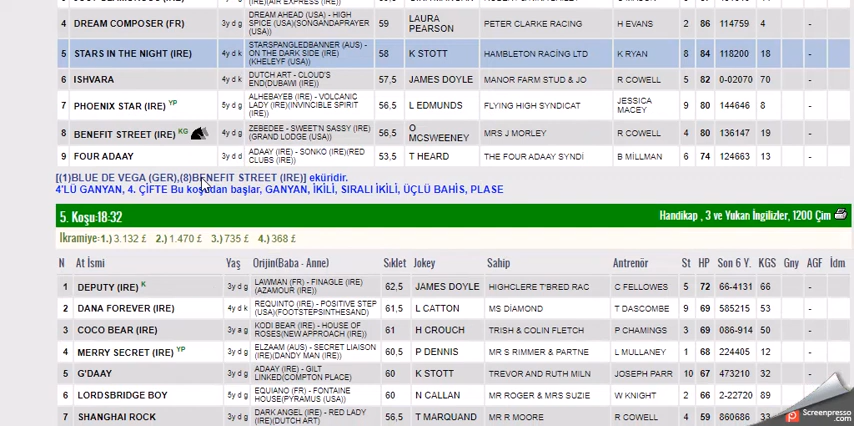 DREAM AHEAD (USA) - HIGH
4 DREAM COMPOSER (FR) 3y d g SPICE (USA)(SONGANDAPRAYER (USA)) 59 LAURA PEARSON PETER CLARKE RACING H EVANS 2 86 114759 4
5 STARS IN THE NIGHT (IRE) 4y d k STARSPANGLEDBANNER (AUS) - ON THE DARK SIDE (IRE) (KHELEYF (USA)) 58 K STOTT HAMBLETON RACİNG LTD K RYAN 8 84 118200 18
6 ISHVARA 4y d k DUTCH ART - CLOUD'S END(DUBAWI (IRE)) 57,5 JAMES DOYLE MANOR FARM STUD & JO R COWELL 5 82 0-02070 70 -
7 PHOENIX STAR (IRE) YP 5y d g ALHEBAYEB (IRE) - VOLCANIC LADY (IRE)(INVINCIBLE SPIRIT (IRE)) 56,5 L EDMUNDS FLYING HIGH SYNDICAT JESSICA MACEY 9 80 144646 8 -
8 BENEFIT STREET (IRE) KG 4y d g ZEBEDEE - SWEET'N SASSY (IRE) (GRAND LODGE (USA)) 56,5 O MCSWEENEY MRS J MORLEY R COWELL 4 80 136147 19 -
9 FOUR ADAAY 4y d k ADAAY (IRE) - SONKO (IRE)(RED CLUBS (IRE)) 53,5 T HEARD THE FOUR ADAAY SYNDİ B MILLMAN 6 74 124663 13 -
[(1)BLUE DE VEGA (GER),(8)BENEFIT STREET (IRE)] eküridir.
4'LÜ GANYAN, 4. ÇİFTE Bu koşudan başlar, GANYAN, İKİLİ, SIRALI İKİLİ, ÜÇLÜ BAHİS, PLASE
5. Koşu:18:32 Handikap , 3 ve Yukarı İngilizler, 1200 Çim
İkramiye: 1.) 3.132 £ 2.) 1.470 £ 3.) 735 £ 4.) 368 £
N At İsmi Yaş Orijin(Baba - Anne) Sıklet Jokey Sahip Antrenör St HP Son 6 Y. KGS Gny AGF İdm
1 DEPUTY (IRE) K 3y d g LAWMAN (FR) - FINAGLE (IRE) (AZAMOUR (IRE)) 62,5 JAMES DOYLE HIGHCLERE T'BRED RAC C FELLOWES 5 72 66-4131 66 -
2 DANA FOREVER (IRE) 4y d k REQUINTO (IRE) - POSITIVE STEP (USA)(FOOTSTEPSINTHESAND) 61,5 L CATTON MS DİAMOND T DASCOMBE 9 69 585215 53 -
3 COCO BEAR (IRE) 3y a g KODI BEAR (IRE) - HOUSE OF ROSES(NEW APPROACH (IRE)) 61 H CROUCH TRISH & COLIN FLETCH P CHAMINGS 3 69 086-914 50 -
4 MERRY SECRET (IRE) YP 3y d g ELZAAM (AUS) - SECRET LIAISON (IRE)(DANDY MAN (IRE)) 60,5 P DENNIS MR S RIMMER & PARTNE L MULLANEY 1 68 224405 12 -
5 G'DAAY 3y d g ADAAY (IRE) - GILT LINKED(COMPTON PLACE) 60 K STOTT TREVOR AND RUTH MILN JOSEPH PARR 10 67 473210 32 -
6 LORDSBRIDGE BOY 3y d g EQUIANO (FR) - FONTAINE HOUSE(PYRAMUS (USA)) 60 N CALLAN MR ROGER & MRS SUZIE W KNIGHT 2 66 2-22720 89
7 SHANGHAI ROCK 3y d g DARK ANGEL (IRE) - RED LADY (IRE)(DUTCH ART) 56,5 T MARQUAND MR R MOORE R COWELL 4 59 860686 33
Screenpresso
.com